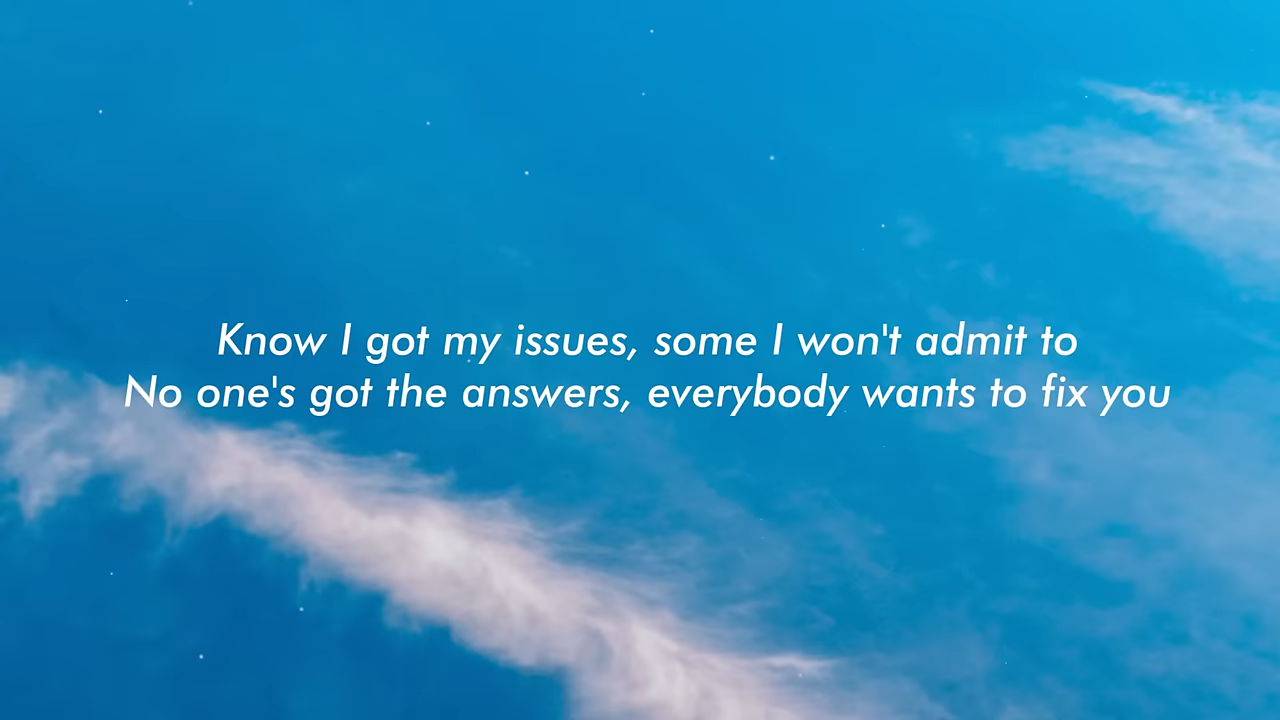 Know I got my issues, some I won't admit to
No one's got the answers, everybody wants to fix you